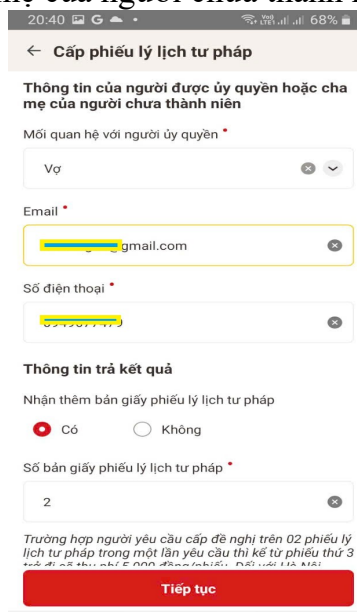 20:40 G 68%
← Cấp phiếu lý lịch tư pháp
Thông tin của người được ủy quyền hoặc cha
mẹ của người chưa thành niên
Mối quan hệ với người ủy quyền *
Vợ
Email *
gmail.com
Số điện thoại *
Thông tin trả kết quả
Nhận thêm bản giấy phiếu lý lịch tư pháp
Có Không
Số bản giấy phiếu lý lịch tư pháp *
2
Trường hợp người yêu cầu cấp đề nghị trên 02 phiếu lý
lịch tư pháp trong một lần yêu cầu thì kể từ phiếu thứ 3
Tiếp tục